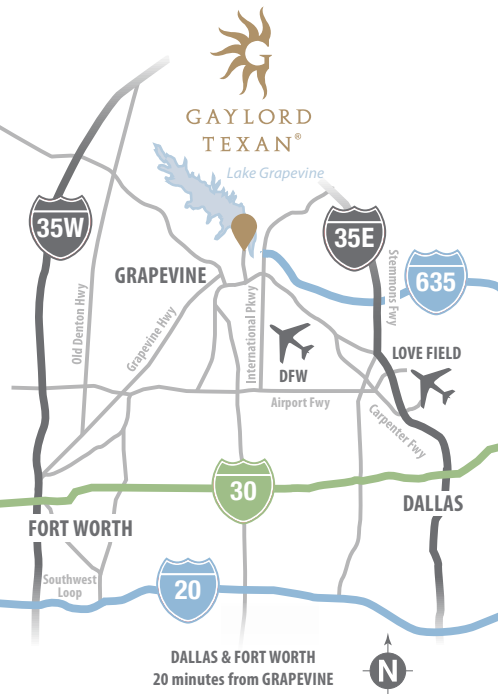 G
GAYLORD
TEXAN®
Lake Grapevine
35W
35E
Stemmons Fwy
635
GRAPEVINE
Old Denton Hwy
Grapevine Hwy
International Pkwy
DFW
LOVE FIELD
Airport Fwy
Carpenter Fwy
30
DALLAS
FORT WORTH
Southwest
Loop
20
DALLAS & FORT WORTH
20 minutes from GRAPEVINE
N